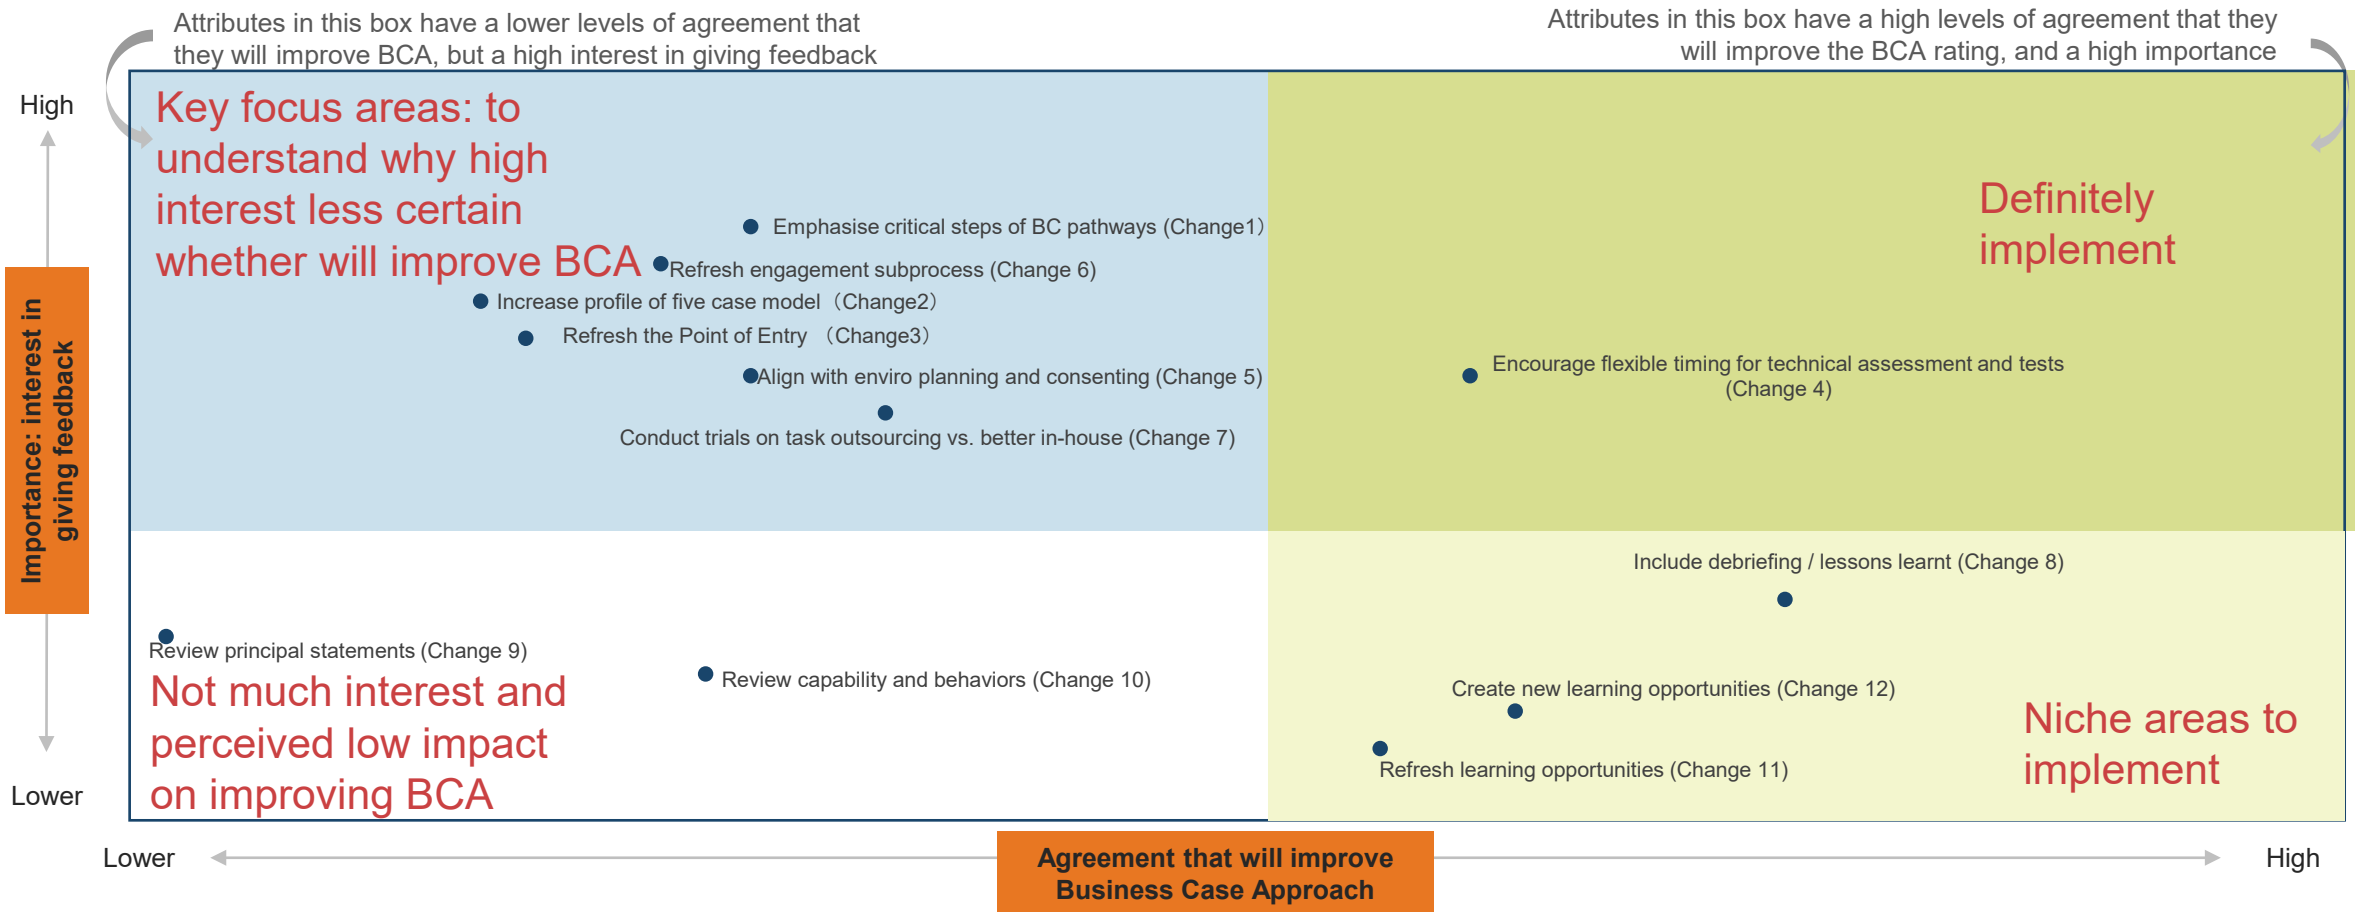 Attributes in this box have a lower levels of agreement that
they will improve BCA, but a high interest in giving feedback
Attributes in this box have a high levels of agreement that they
will improve the BCA rating, and a high importance
High
Key focus areas: to
understand why high
interest less certain
whether will improve BCA
Definitely
implement
Emphasise critical steps of BC pathways (Change1）
Refresh engagement subprocess (Change 6)
Increase profile of five case model（Change2）
Refresh the Point of Entry （Change3）
Align with enviro planning and consenting (Change 5)
Encourage flexible timing for technical assessment and tests
(Change 4)
Conduct trials on task outsourcing vs. better in-house (Change 7)
Importance: interest in
giving feedback
Include debriefing / lessons learnt (Change 8)
Review principal statements (Change 9)
Review capability and behaviors (Change 10)
Create new learning opportunities (Change 12)
Refresh learning opportunities (Change 11)
Not much interest and
perceived low impact
on improving BCA
Niche areas to
implement
Lower
Lower
Agreement that will improve
Business Case Approach
High